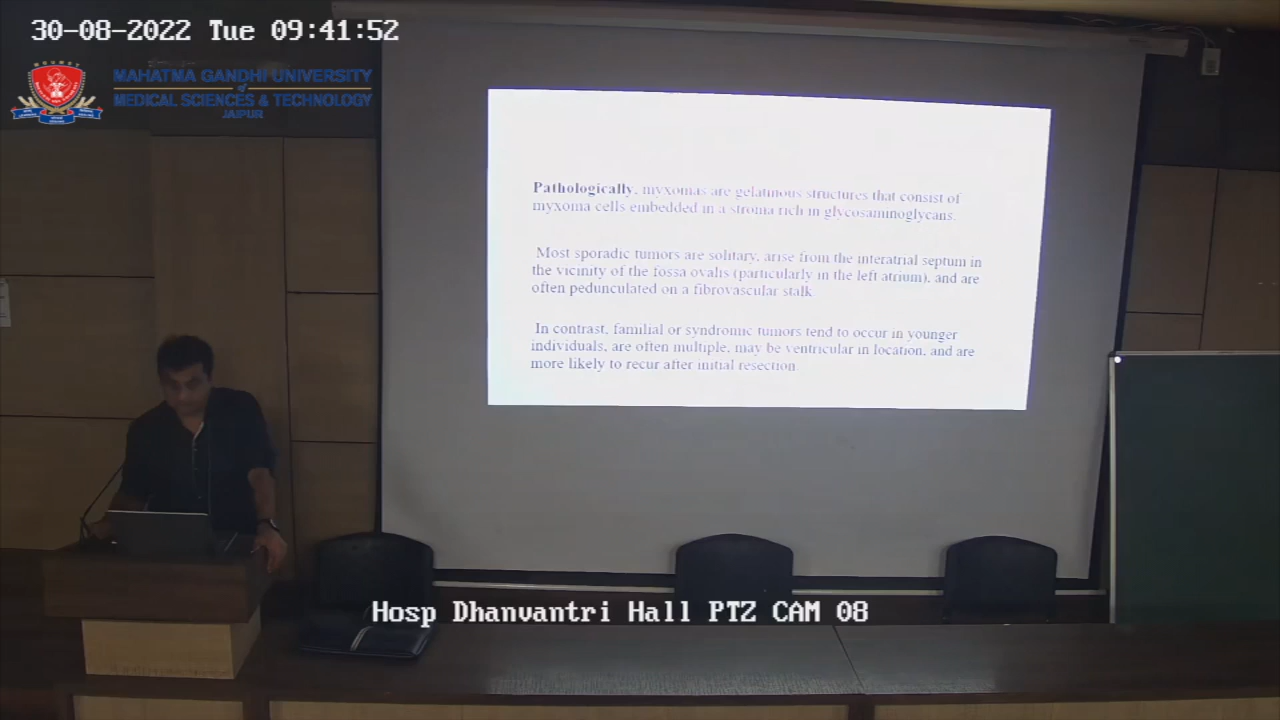 30-08-2022 Tue 09:41:52
MAHATMA GANDHI UNIVERSITY
of
MEDICAL SCIENCES & TECHNOLOGY
JAIPUR
Pathologically, myxomas are gelatinous structures that consist of
myxoma cells embedded in a stroma rich in glycosaminoglycans.
Most sporadic tumors are solitary, arise from the interatrial septum in
the vicinity of the fossa ovalis (particularly in the left atrium), and are
often pedunculated on a fibrovascular stalk.
In contrast, familial or syndromic tumors tend to occur in younger
individuals, are often multiple, may be ventricular in location, and are
more likely to recur after initial resection.
Hosp Dhanvantri Hall PTZ CAM 08